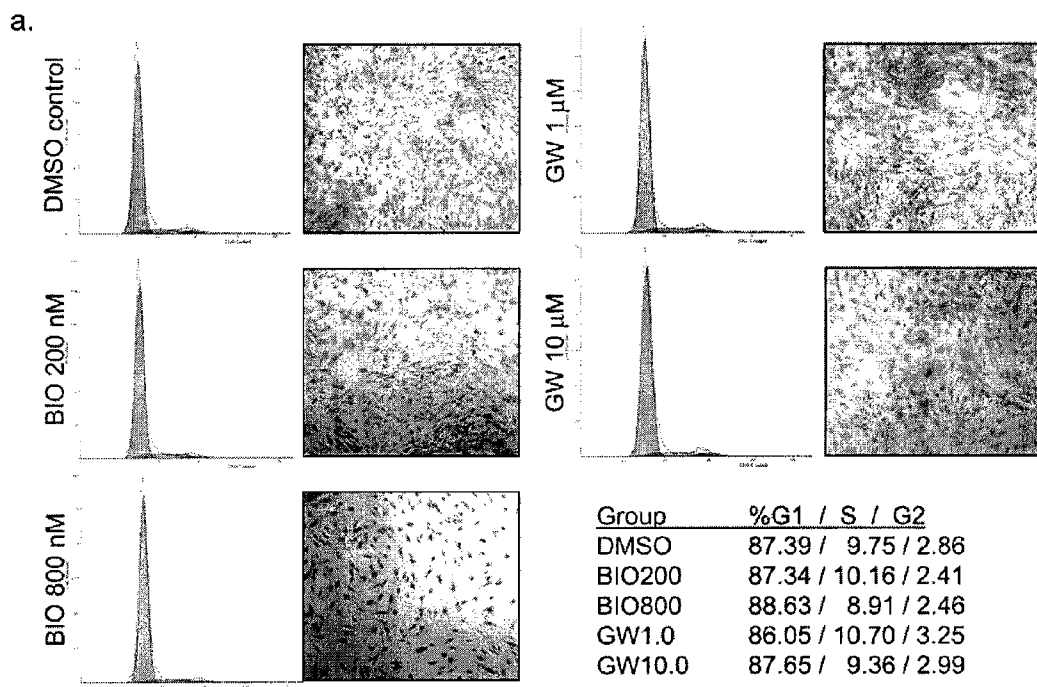 a.
DMSO control
GW 1 µM
BIO 200 nM
GW 10 µM
BIO 800 nM
Group %G1 / S / G2
DMSO 87.39 / 9.75 / 2.86
BIO200 87.34 / 10.16 / 2.41
BIO800 88.63 / 8.91 / 2.46
GW1.0 86.05 / 10.70 / 3.25
GW10.0 87.65 / 9.36 / 2.99